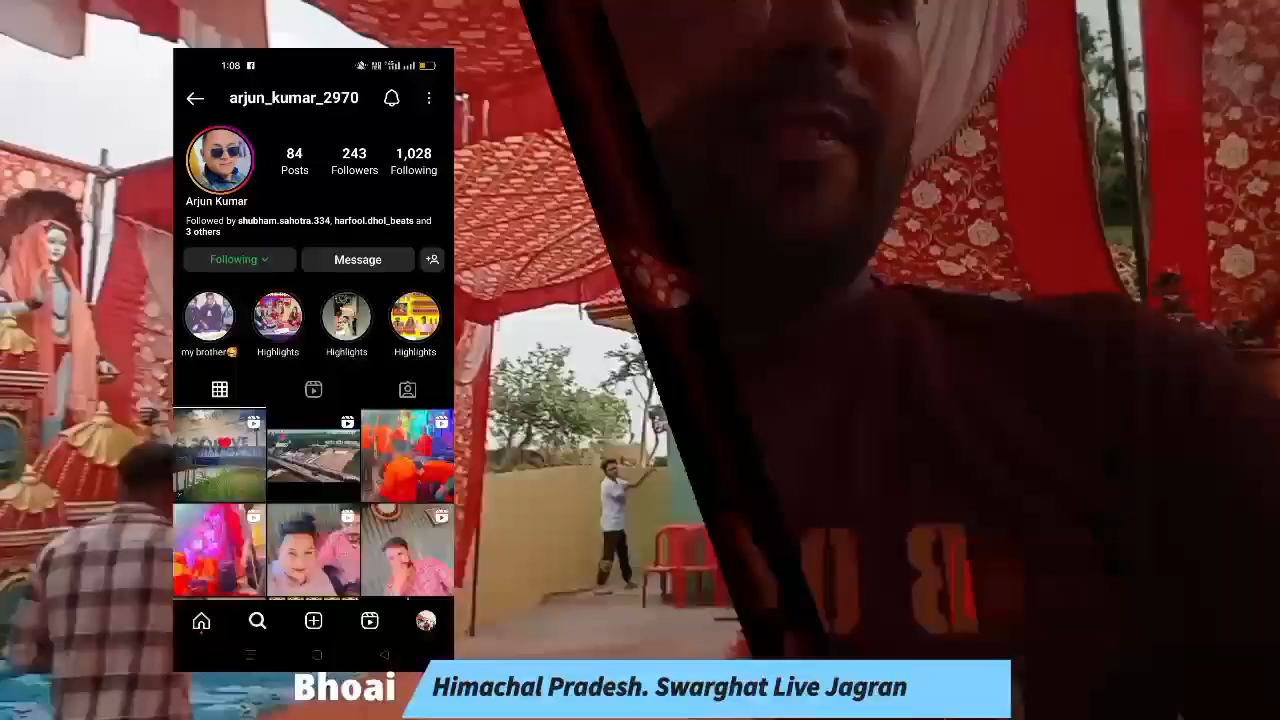 1:08
arjun_kumar_2970
84 243 1,028
Posts Followers Following
Arjun Kumar
Followed by shubham.sahotra.334, harfool.dhol_beats and
3 others
Following Message
my brother🥰 Highlights Highlights Highlights
Bhoai Himachal Pradesh. Swarghat Live Jagran